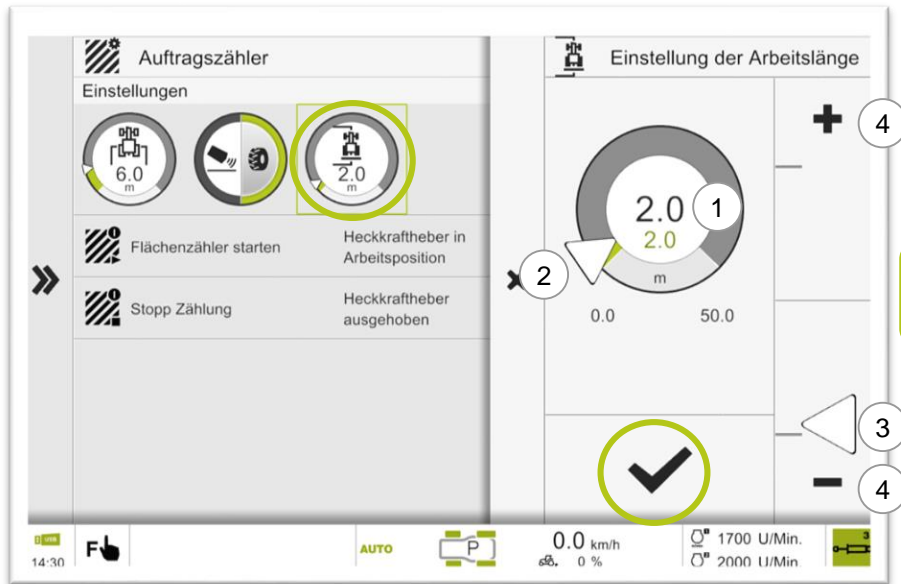 Auftragszähler
Einstellungen
6.0
m
2.0
m
Flächenzähler starten
Heckkraftheber in
Arbeitsposition
Stopp Zählung
Heckkraftheber
ausgehoben
Einstellung der Arbeitslänge
4
2.0
1
2.0
2
m
0.0
50.0
3
4
14:30
F
AUTO
P
0.0 km/h
0 %
1700 U/Min.
2000 U/Min.
3